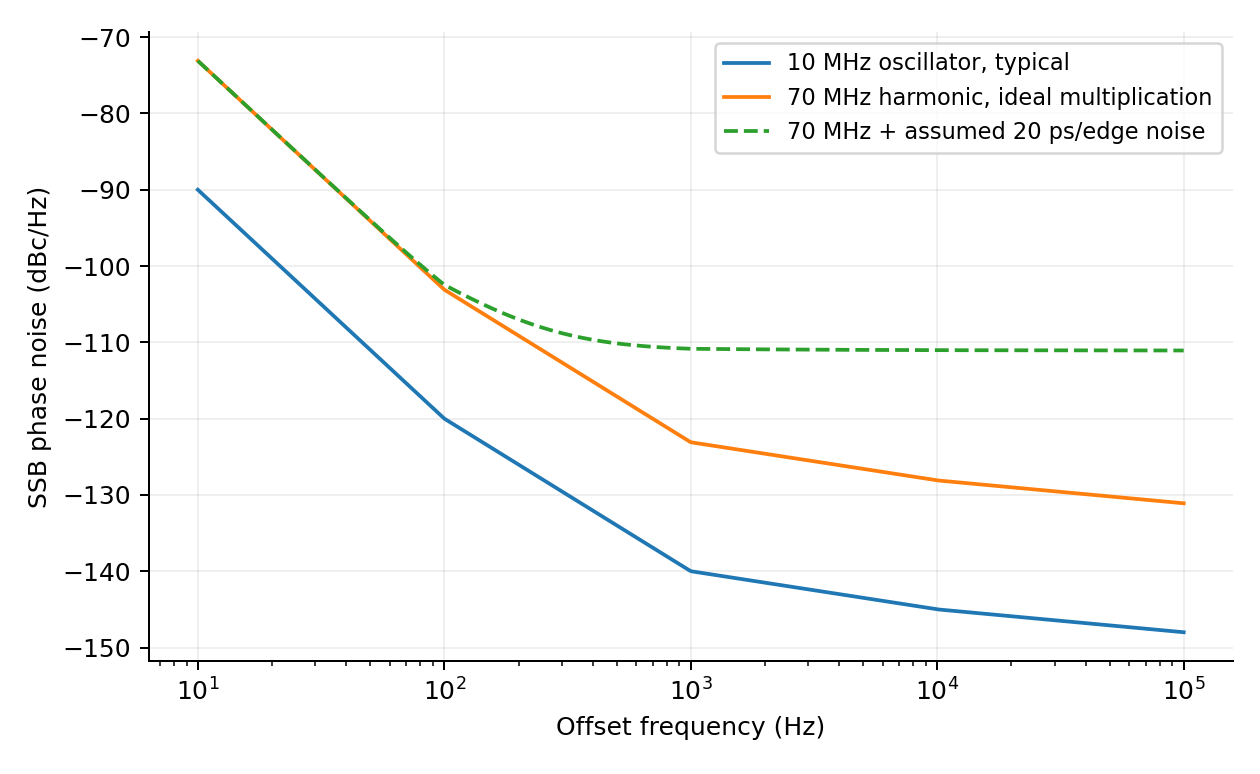 −70
−80
−90
−100
−110
−120
−130
−140
−150
SSB phase noise (dBc/Hz)
10 MHz oscillator, typical
70 MHz harmonic, ideal multiplication
70 MHz + assumed 20 ps/edge noise
10¹ 10² 10³ 10⁴ 10⁵
Offset frequency (Hz)